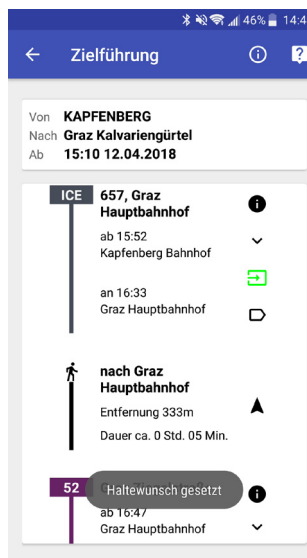 46% 14:4
Zielführung
Von KAPFENBERG
Nach Graz Kalvariengürtel
Ab 15:10 12.04.2018
ICE 657, Graz
Hauptbahnhof
ab 15:52
Kapfenberg Bahnhof
an 16:33
Graz Hauptbahnhof
nach Graz
Hauptbahnhof
Entfernung 333m
Dauer ca. 0 Std. 05 Min.
52
Haltewunsch gesetzt
ab 16:47
Graz Hauptbahnhof